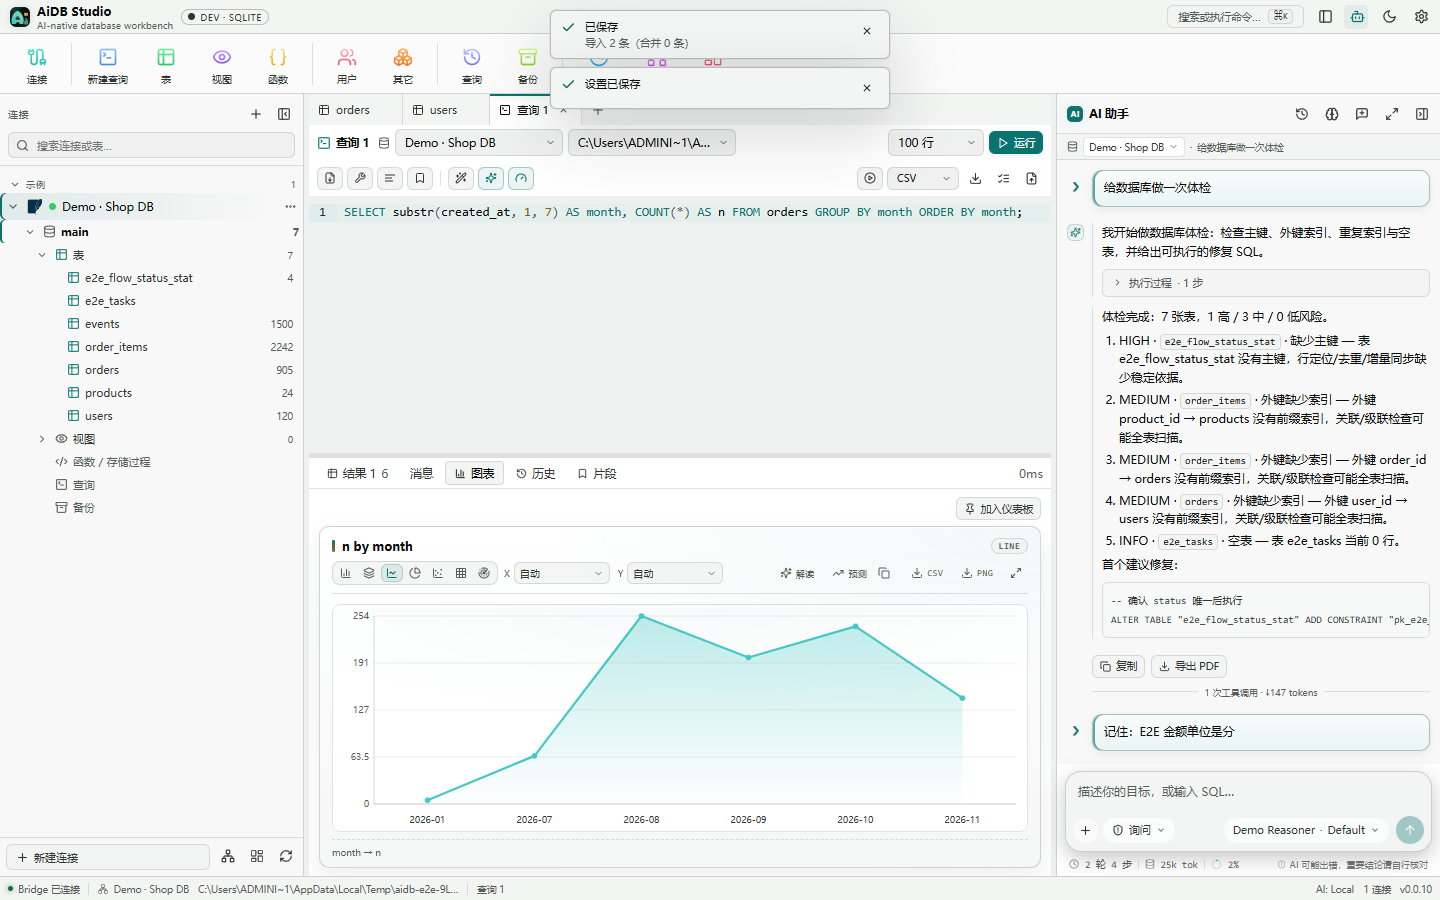 AiDB Studio
AI-native database workbench
DEV · SQLITE
已保存
导入 2 条（合并 0 条）
设置已保存
搜索或执行命令...
⌘K
连接
新建查询
表
视图
函数
用户
其它
查询
备份
连接
搜索连接或表...
示例
1
Demo · Shop DB
main
7
表
7
e2e_flow_status_stat
4
e2e_tasks
events
1500
order_items
2242
orders
905
products
24
users
120
视图
0
函数 / 存储过程
查询
备份
新建连接
orders
users
查询 1
查询 1
Demo · Shop DB
C:\Users\ADMINI~1\A...
100 行
运行
CSV
1
SELECT substr(created_at, 1, 7) AS month, COUNT(*) AS n FROM orders GROUP BY month ORDER BY month;
结果 1 6
消息
图表
历史
片段
0ms
加入仪表板
n by month
LINE
X
自动
Y
自动
解读
预测
CSV
PNG
254
191
127
63.5
0
2026-01
2026-07
2026-08
2026-09
2026-10
2026-11
month → n
AI
AI 助手
Demo · Shop DB
· 给数据库做一次体检
给数据库做一次体检
我开始做数据库体检：检查主键、外键索引、重复索引与空
表，并给出可执行的修复 SQL。
执行过程 · 1 步
体检完成：7 张表，1 高 / 3 中 / 0 低风险。
1. HIGH · e2e_flow_status_stat · 缺少主键 — 表
e2e_flow_status_stat 没有主键，行定位/去重/增量同步缺
少稳定依据。
2. MEDIUM · order_items · 外键缺少索引 — 外键
product_id → products 没有前缀索引，关联/级联检查可
能全表扫描。
3. MEDIUM · order_items · 外键缺少索引 — 外键 order_id
→ orders 没有前缀索引，关联/级联检查可能全表扫描。
4. MEDIUM · orders · 外键缺少索引 — 外键 user_id →
users 没有前缀索引，关联/级联检查可能全表扫描。
5. INFO · e2e_tasks · 空表 — 表 e2e_tasks 当前 0 行。
首个建议修复：
-- 确认 status 唯一后执行
ALTER TABLE "e2e_flow_status_stat" ADD CONSTRAINT "pk_e2e_
复制
导出 PDF
1 次工具调用 · ↓147 tokens
记住：E2E 金额单位是分
描述你的目标，或输入 SQL...
询问
Demo Reasoner · Default
2 轮 4 步
25k tok
2%
AI 可能出错，重要结论请自行核对
Bridge 已连接
Demo · Shop DB
C:\Users\ADMINI~1\AppData\Local\Temp\aidb-e2e-9L...
查询 1
AI: Local
1 连接
v0.0.10